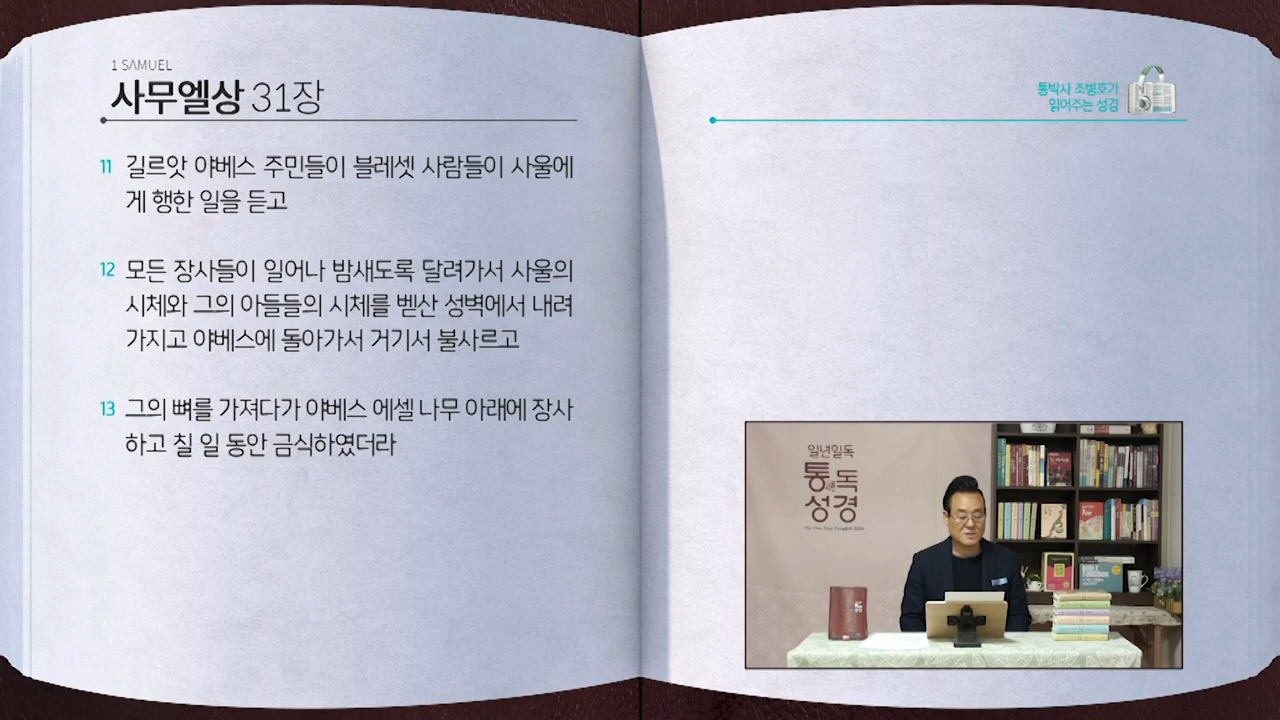 1 SAMUEL
사무엘상 31장
11 길르앗 야베스 주민들이 블레셋 사람들이 사울에
게 행한 일을 듣고
12 모든 장사들이 일어나 밤새도록 달려가서 사울의
시체와 그의 아들들의 시체를 벧산 성벽에서 내려
가지고 야베스에 돌아가서 거기서 불사르고
13 그의 뼈를 가져다가 야베스 에셀 나무 아래에 장사
하고 칠 일 동안 금식하였더라
통박사 조병호가
읽어주는 성경
일년일독
통독
성경